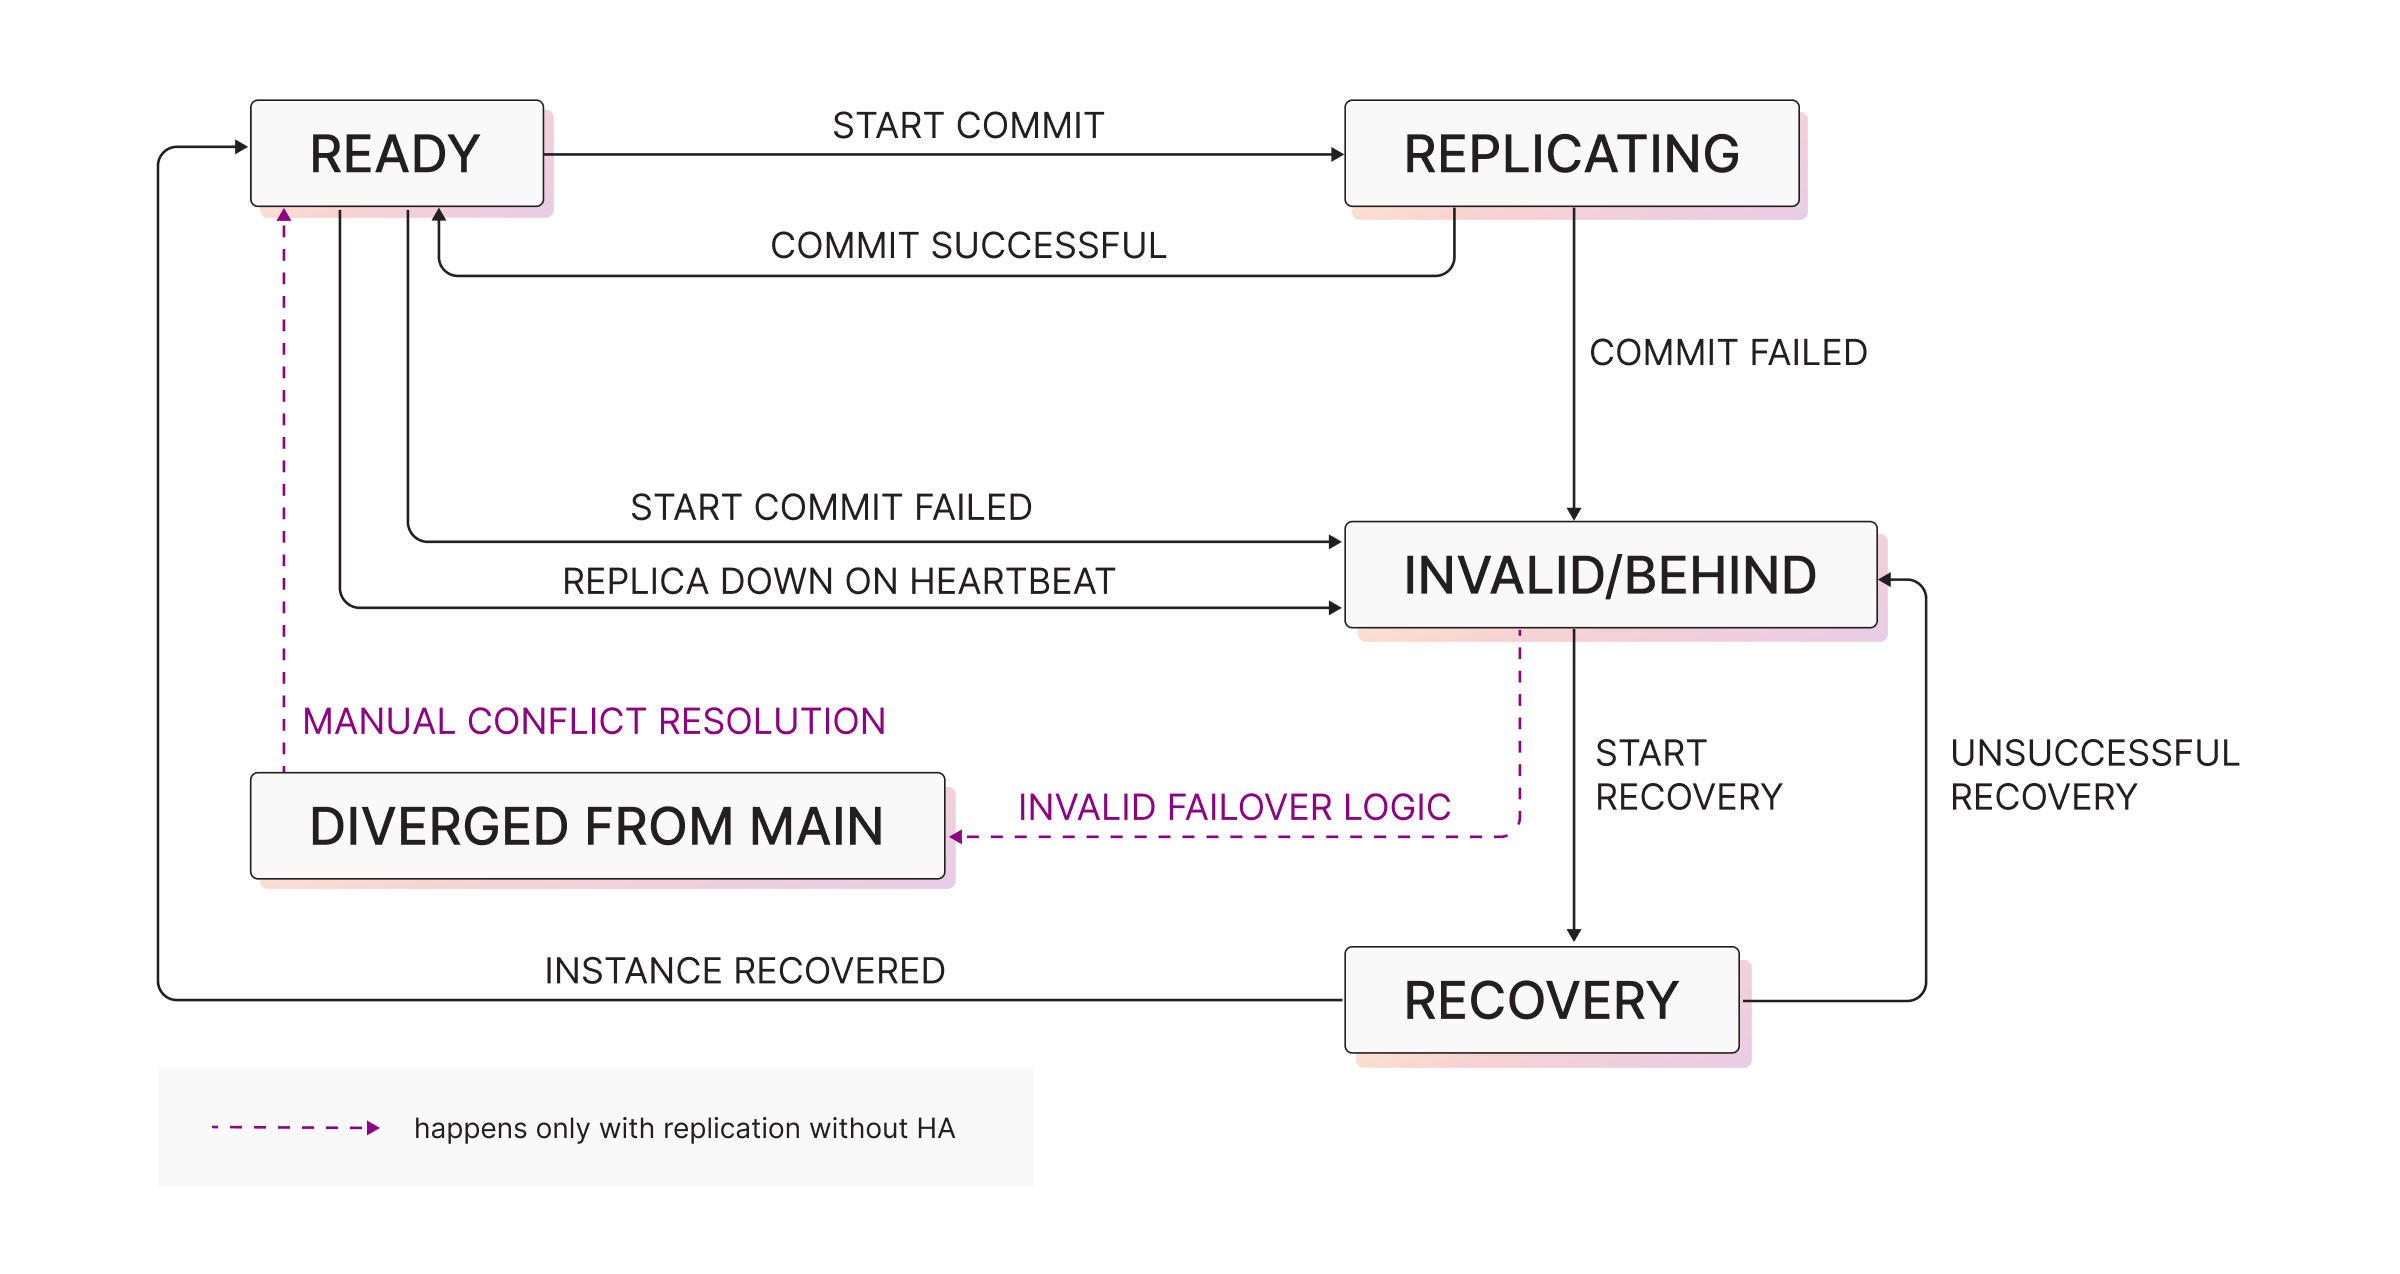 READY
START COMMIT
REPLICATING
COMMIT SUCCESSFUL
COMMIT FAILED
START COMMIT FAILED
REPLICA DOWN ON HEARTBEAT
INVALID/BEHIND
MANUAL CONFLICT RESOLUTION
DIVERGED FROM MAIN
INVALID FAILOVER LOGIC
START
RECOVERY
UNSUCCESSFUL
RECOVERY
INSTANCE RECOVERED
RECOVERY
happens only with replication without HA